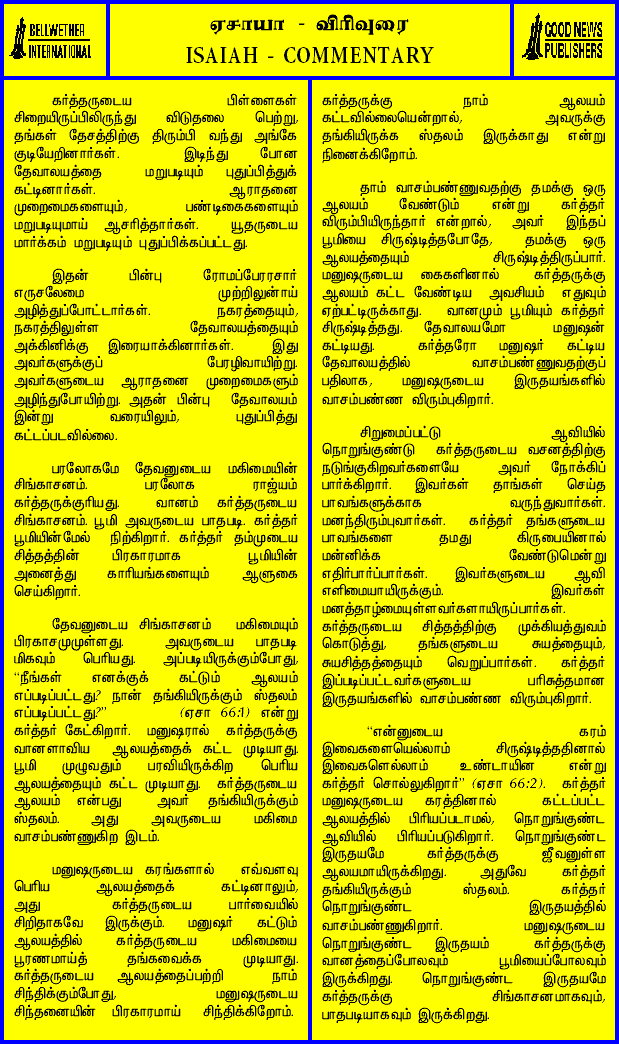 BELLWETHER
INTERNATIONAL
ஏசாயா - விரிவுரை
ISAIAH - COMMENTARY
GOOD NEWS
PUBLISHERS
கர்த்தருடைய பிள்ளைகள்
சிறையிருப்பிலிருந்து விடுதலை பெற்று,
தங்கள் தேசத்திற்கு திரும்பி வந்து அங்கே
குடியேறினார்கள். இடிந்து போன
தேவாலயத்தை மறுபடியும் புதுப்பித்துக்
கட்டினார்கள். ஆராதனை
முறைமைகளையும், பண்டிகைகளையும்
மறுபடியுமாய் ஆசரித்தார்கள். யூதருடைய
மார்க்கம் மறுபடியும் புதுப்பிக்கப்பட்டது.
இதன் பின்பு ரோமப்பேரரசார்
எருசலேமை முற்றிலுமாய்
அழித்துப்போட்டார்கள். நகரத்தையும்,
நகரத்திலுள்ள தேவாலயத்தையும்
அக்கினிக்கு இரையாக்கினார்கள். இது
அவர்களுக்குப் பேரழிவாயிற்று.
அவர்களுடைய ஆராதனை முறைமைகளும்
அழிந்துபோயிற்று. அதன் பின்பு தேவாலயம்
இன்று வரையிலும், புதுப்பித்து
கட்டப்படவில்லை.
பரலோகமே தேவனுடைய மகிமையின்
சிங்காசனம். பரலோக ராஜ்யம்
கர்த்தருக்குரியது. வானம் கர்த்தருடைய
சிங்காசனம். பூமி அவருடைய பாதபடி. கர்த்தர்
பூமியின்மேல் நிற்கிறார். கர்த்தர் தம்முடைய
சித்தத்தின் பிரகாரமாக பூமியின்
அனைத்து காரியங்களையும் ஆளுகை
செய்கிறார்.
தேவனுடைய சிங்காசனம் மகிமையும்
பிரகாசமுமுள்ளது. அவருடைய பாதபடி
மிகவும் பெரியது. அப்படியிருக்கும்போது,
“நீங்கள் எனக்குக் கட்டும் ஆலயம்
எப்படிப்பட்டது? நான் தங்கியிருக்கும் ஸ்தலம்
எப்படிப்பட்டது?” (ஏசா 66:1) என்று
கர்த்தர் கேட்கிறார். மனுஷரால் கர்த்தருக்கு
வானளாவிய ஆலயத்தைக் கட்ட முடியாது.
பூமி முழுவதும் பரவியிருக்கிற பெரிய
ஆலயத்தையும் கட்ட முடியாது. கர்த்தருடைய
ஆலயம் என்பது அவர் தங்கியிருக்கும்
ஸ்தலம். அது அவருடைய மகிமை
வாசம்பண்ணுகிற இடம்.
மனுஷருடைய கரங்களால் எவ்வளவு
பெரிய ஆலயத்தைக் கட்டினாலும்,
அது கர்த்தருடைய பார்வையில்
சிறிதாகவே இருக்கும். மனுஷர் கட்டும்
ஆலயத்தில் கர்த்தருடைய மகிமையை
பூரணமாய்த் தங்கவைக்க முடியாது.
கர்த்தருடைய ஆலயத்தைப்பற்றி நாம்
சிந்திக்கும்போது, மனுஷருடைய
சிந்தனையின் பிரகாரமாய் சிந்திக்கிறோம்.
கர்த்தருக்கு நாம் ஆலயம்
கட்டவில்லையென்றால், அவருக்கு
தங்கியிருக்க ஸ்தலம் இருக்காது என்று
நினைக்கிறோம்.
தாம் வாசம்பண்ணுவதற்கு தமக்கு ஒரு
ஆலயம் வேண்டும் என்று கர்த்தர்
விரும்பியிருந்தார் என்றால், அவர் இந்தப்
பூமியை சிருஷ்டித்தபோதே, தமக்கு ஒரு
ஆலயத்தையும் சிருஷ்டித்திருப்பார்.
மனுஷருடைய கைகளினால் கர்த்தருக்கு
ஆலயம் கட்ட வேண்டிய அவசியம் எதுவும்
ஏற்பட்டிருக்காது. வானமும் பூமியும் கர்த்தர்
சிருஷ்டித்தது. தேவாலயமோ மனுஷன்
கட்டியது. கர்த்தரோ மனுஷர் கட்டிய
தேவாலயத்தில் வாசம்பண்ணுவதற்குப்
பதிலாக, மனுஷருடைய இருதயங்களில்
வாசம்பண்ண விரும்புகிறார்.
சிறுமைப்பட்டு ஆவியில்
நொறுங்குண்டு கர்த்தருடைய வசனத்திற்கு
நடுங்குகிறவர்களையே அவர் நோக்கிப்
பார்க்கிறார். இவர்கள் தாங்கள் செய்த
பாவங்களுக்காக வருந்துவார்கள்.
மனந்திரும்புவார்கள். கர்த்தர் தங்களுடைய
பாவங்களை தமது கிருபையினால்
மன்னிக்க வேண்டுமென்று
எதிர்பார்ப்பார்கள். இவர்களுடைய ஆவி
எளிமையாயிருக்கும். இவர்கள்
மனத்தாழ்மையுள்ளவர்களாயிருப்பார்கள்.
கர்த்தருடைய சித்தத்திற்கு முக்கியத்துவம்
கொடுத்து, தங்களுடைய சுயத்தையும்,
சுயசித்தத்தையும் வெறுப்பார்கள். கர்த்தர்
இப்படிப்பட்டவர்களுடைய பரிசுத்தமான
இருதயங்களில் வாசம்பண்ண விரும்புகிறார்.
“என்னுடைய கரம்
இவைகளையெல்லாம் சிருஷ்டித்ததினால்
இவைகளெல்லாம் உண்டாயின என்று
கர்த்தர் சொல்லுகிறார்” (ஏசா 66:2). கர்த்தர்
மனுஷருடைய கரத்தினால் கட்டப்பட்ட
ஆலயத்தில் பிரியப்படாமல், நொறுங்குண்ட
ஆவியில் பிரியப்படுகிறார். நொறுங்குண்ட
இருதயமே கர்த்தருக்கு ஜீவனுள்ள
ஆலயமாயிருக்கிறது. அதுவே கர்த்தர்
தங்கியிருக்கும் ஸ்தலம். கர்த்தர்
நொறுங்குண்ட இருதயத்தில்
வாசம்பண்ணுகிறார். மனுஷருடைய
நொறுங்குண்ட இருதயம் கர்த்தருக்கு
வானத்தைப்போலவும் பூமியைப்போலவும்
இருக்கிறது. நொறுங்குண்ட இருதயமே
கர்த்தருக்கு சிங்காசனமாகவும்,
பாதபடியாகவும் இருக்கிறது.